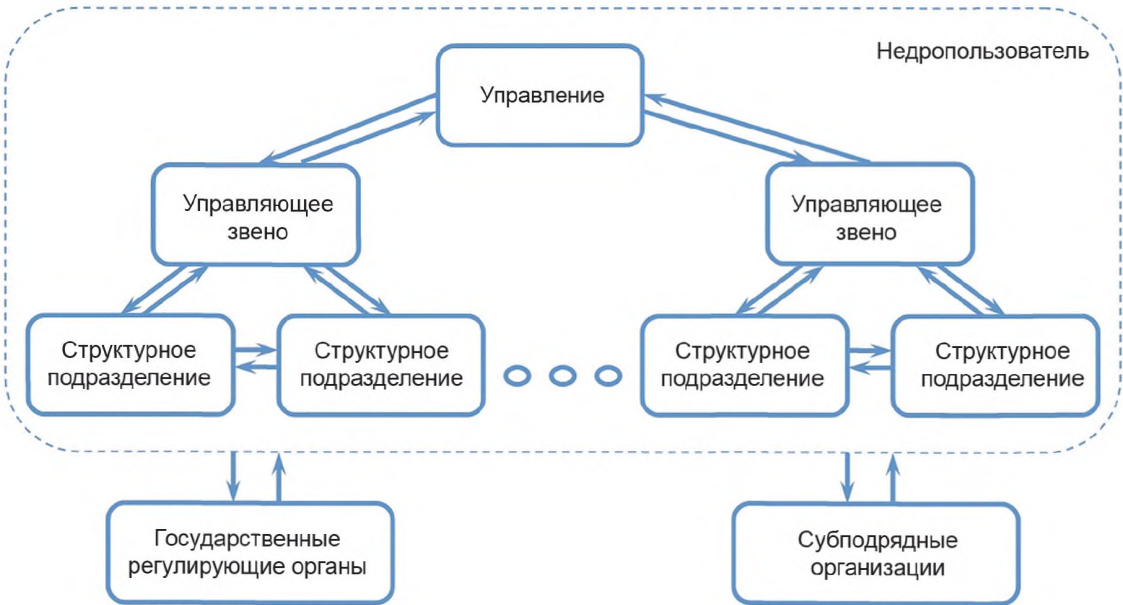 Недропользователь
Управление
Управляющее
звено
Управляющее
звено
Структурное
подразделение
Структурное
подразделение
Структурное
подразделение
Структурное
подразделение
Государственные
регулирующие органы
Субподрядные
организации